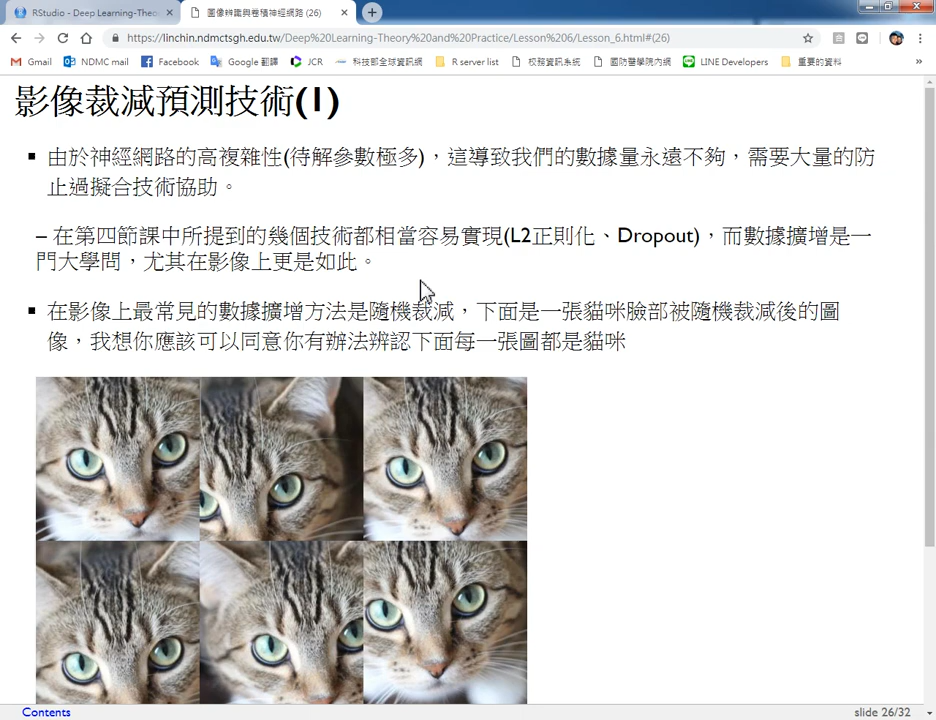 RStudio - Deep Learning-Theo
圖像辨識與卷積神經網路 (26)
https://linchin.ndmctsgh.edu.tw/Deep%20Learning-Theory%20and%20Practice/Lesson%206/Lesson_6.html#(26)
Gmail NDMC mail Facebook Google 翻譯 JCR 科技部全球資訊網 R server list 校務資訊系統 國防醫學院內網 LINE Developers 重要的資料 »
影像裁減預測技術(1)
由於神經網路的高複雜性(待解參數極多)，這導致我們的數據量永遠不夠，需要大量的防
止過擬合技術協助。
– 在第四節課中所提到的幾個技術都相當容易實現(L2正則化、Dropout)，而數據擴增是一
門大學問，尤其在影像上更是如此。
在影像上最常見的數據擴增方法是隨機裁減，下面是一張貓咪臉部被隨機裁減後的圖
像，我想你應該可以同意你有辦法辨認下面每一張圖都是貓咪
Contents
slide 26/32